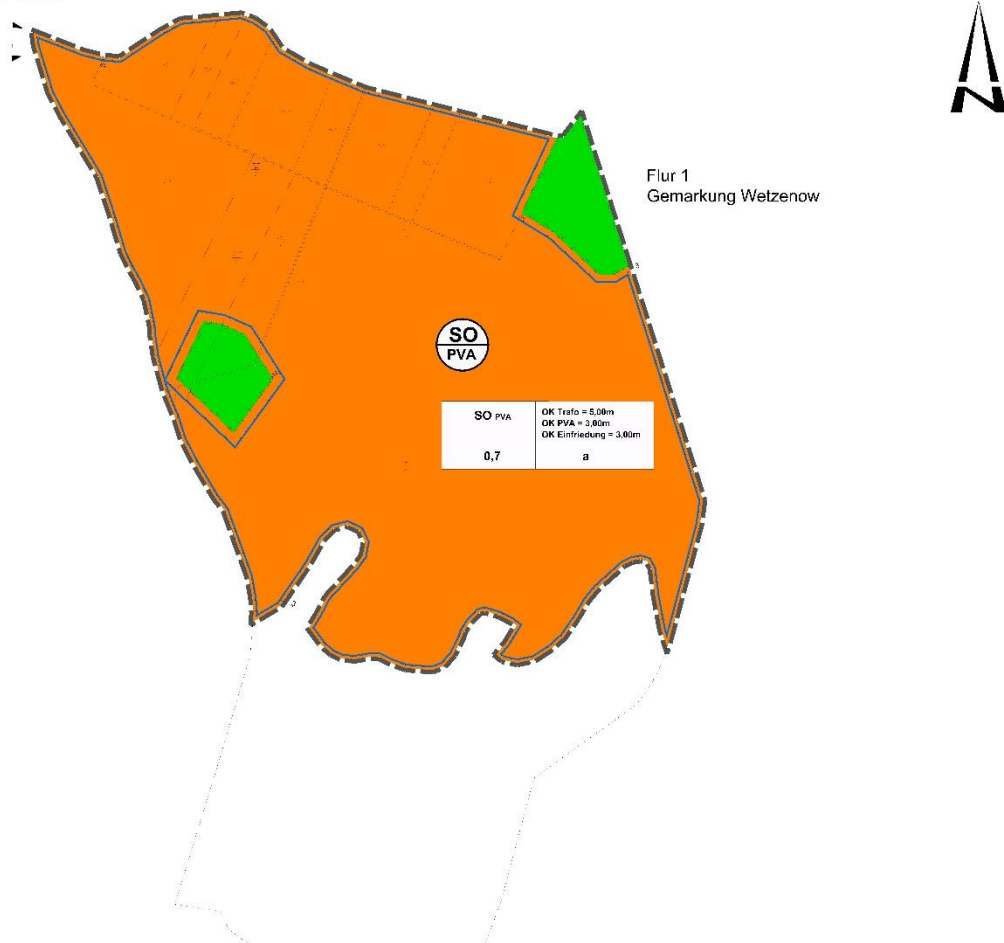 N
Flur 1
Gemarkung Wetzenow
SO
PVA
SO PVA
0,7
OK Trafo = 5,00m
OK PVA = 3,00m
OK Einfriedung = 3,00m
a